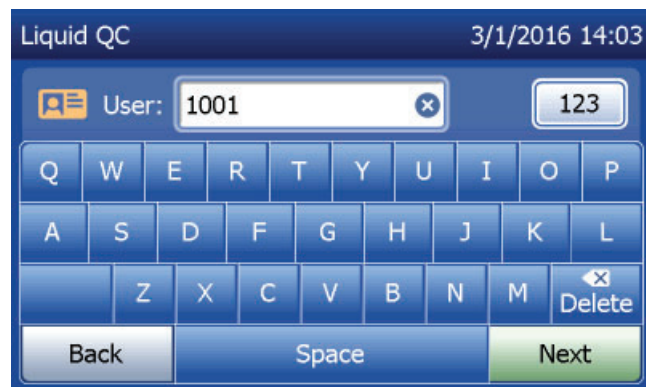 Liquid QC 3/1/2016 14:03
User: 1001 123
Q W E R T Y U I O P
A S D F G H J K L
Z X C V B N M Delete
Back Space Next